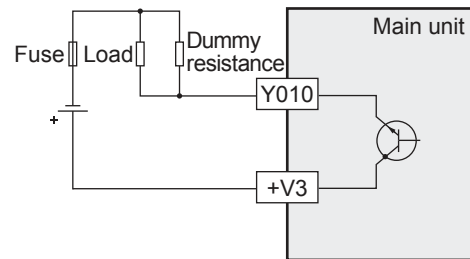 Main unit
Fuse Load Dummy
resistance
Y010
+
+V3